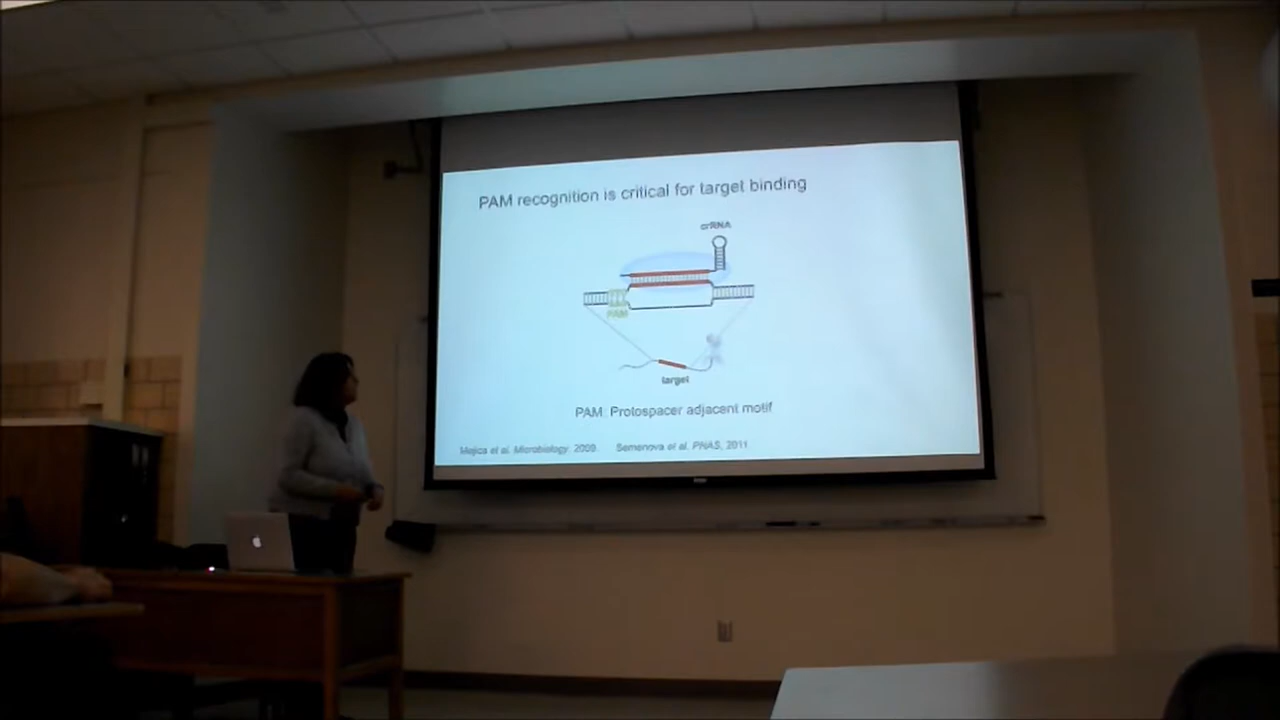 PAM recognition is critical for target binding
crRNA
PAM
target
PAM: Protospacer adjacent motif
Mojica et al. Microbiology. 2009. Semenova et al. PNAS, 2011